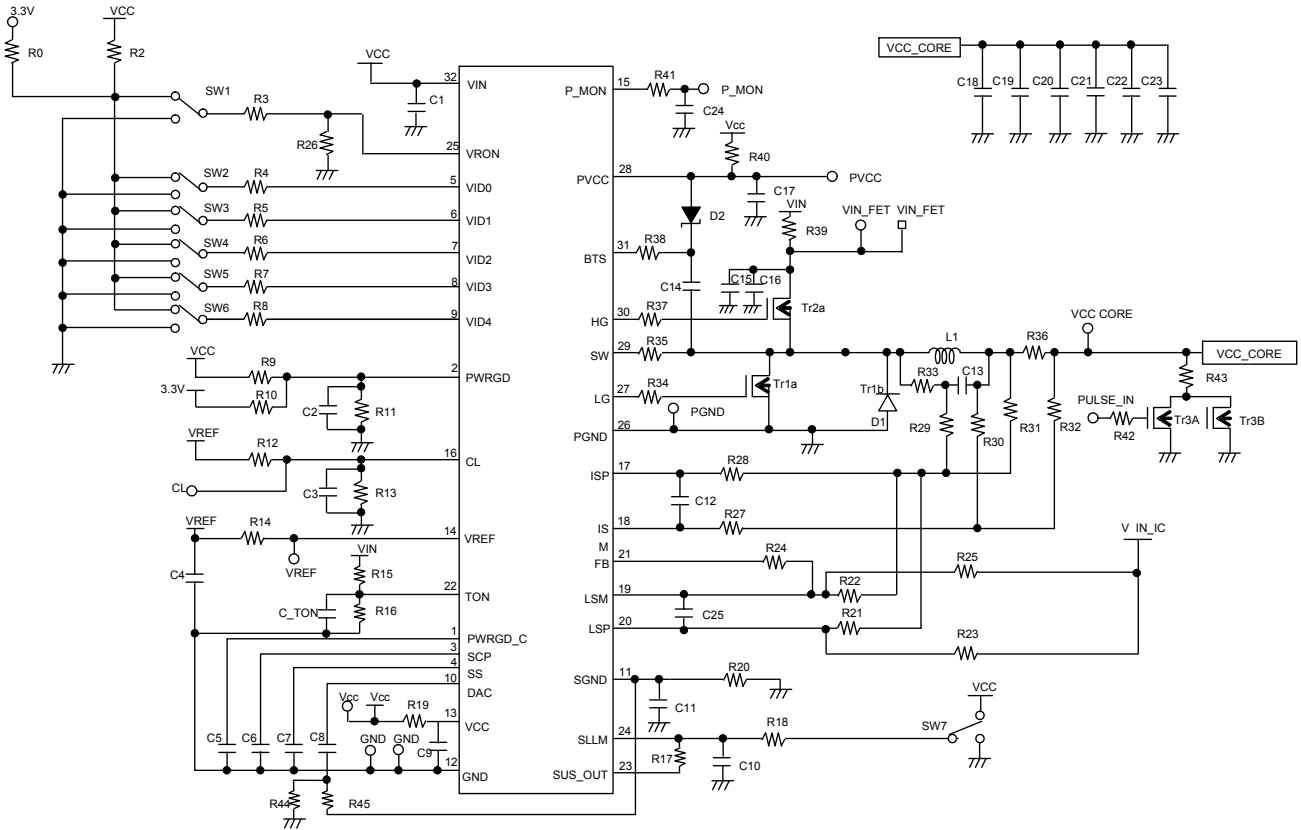 3.3V
VCC
R0
R2
VCC
SW1
R3
C1
R26
32
VIN
25
VRON
SW2
R4
5
VID0
SW3
R5
6
VID1
SW4
R6
7
VID2
SW5
R7
8
VID3
SW6
R8
9
VID4
VCC
R9
2
PWRGD
3.3V
R10
C2
R11
VREF
R12
16
CL
CL
C3
R13
VREF
R14
14
VREF
VREF
VIN
C4
R15
22
TON
C_TON
R16
1
PWRGD_C
3
SCP
4
SS
10
DAC
Vcc
Vcc
R19
13
VCC
C5
C6
C7
C8
GND
GND
C9
12
GND
R44
R45
15
P_MON
R41
P_MON
C24
Vcc
R40
28
PVCC
PVCC
C17
D2
VIN
R39
VIN_FET
VIN_FET
31
BTS
R38
C14
C15
C16
Tr2a
30
HG
R37
29
SW
R35
L1
R36
VCC CORE
VCC_CORE
27
LG
R34
Tr1a
PGND
26
PGND
Tr1b
D1
R33
C13
R29
R30
R31
R32
R43
PULSE_IN
R42
Tr3A
Tr3B
17
ISP
R28
C12
18
IS
M
R27
21
FB
R24
V_IN_IC
R25
19
LSM
R22
C25
20
LSP
R21
R23
11
SGND
R20
C11
24
SLLM
R18
SW7
VCC
R17
C10
23
SUS_OUT
VCC_CORE
C18
C19
C20
C21
C22
C23